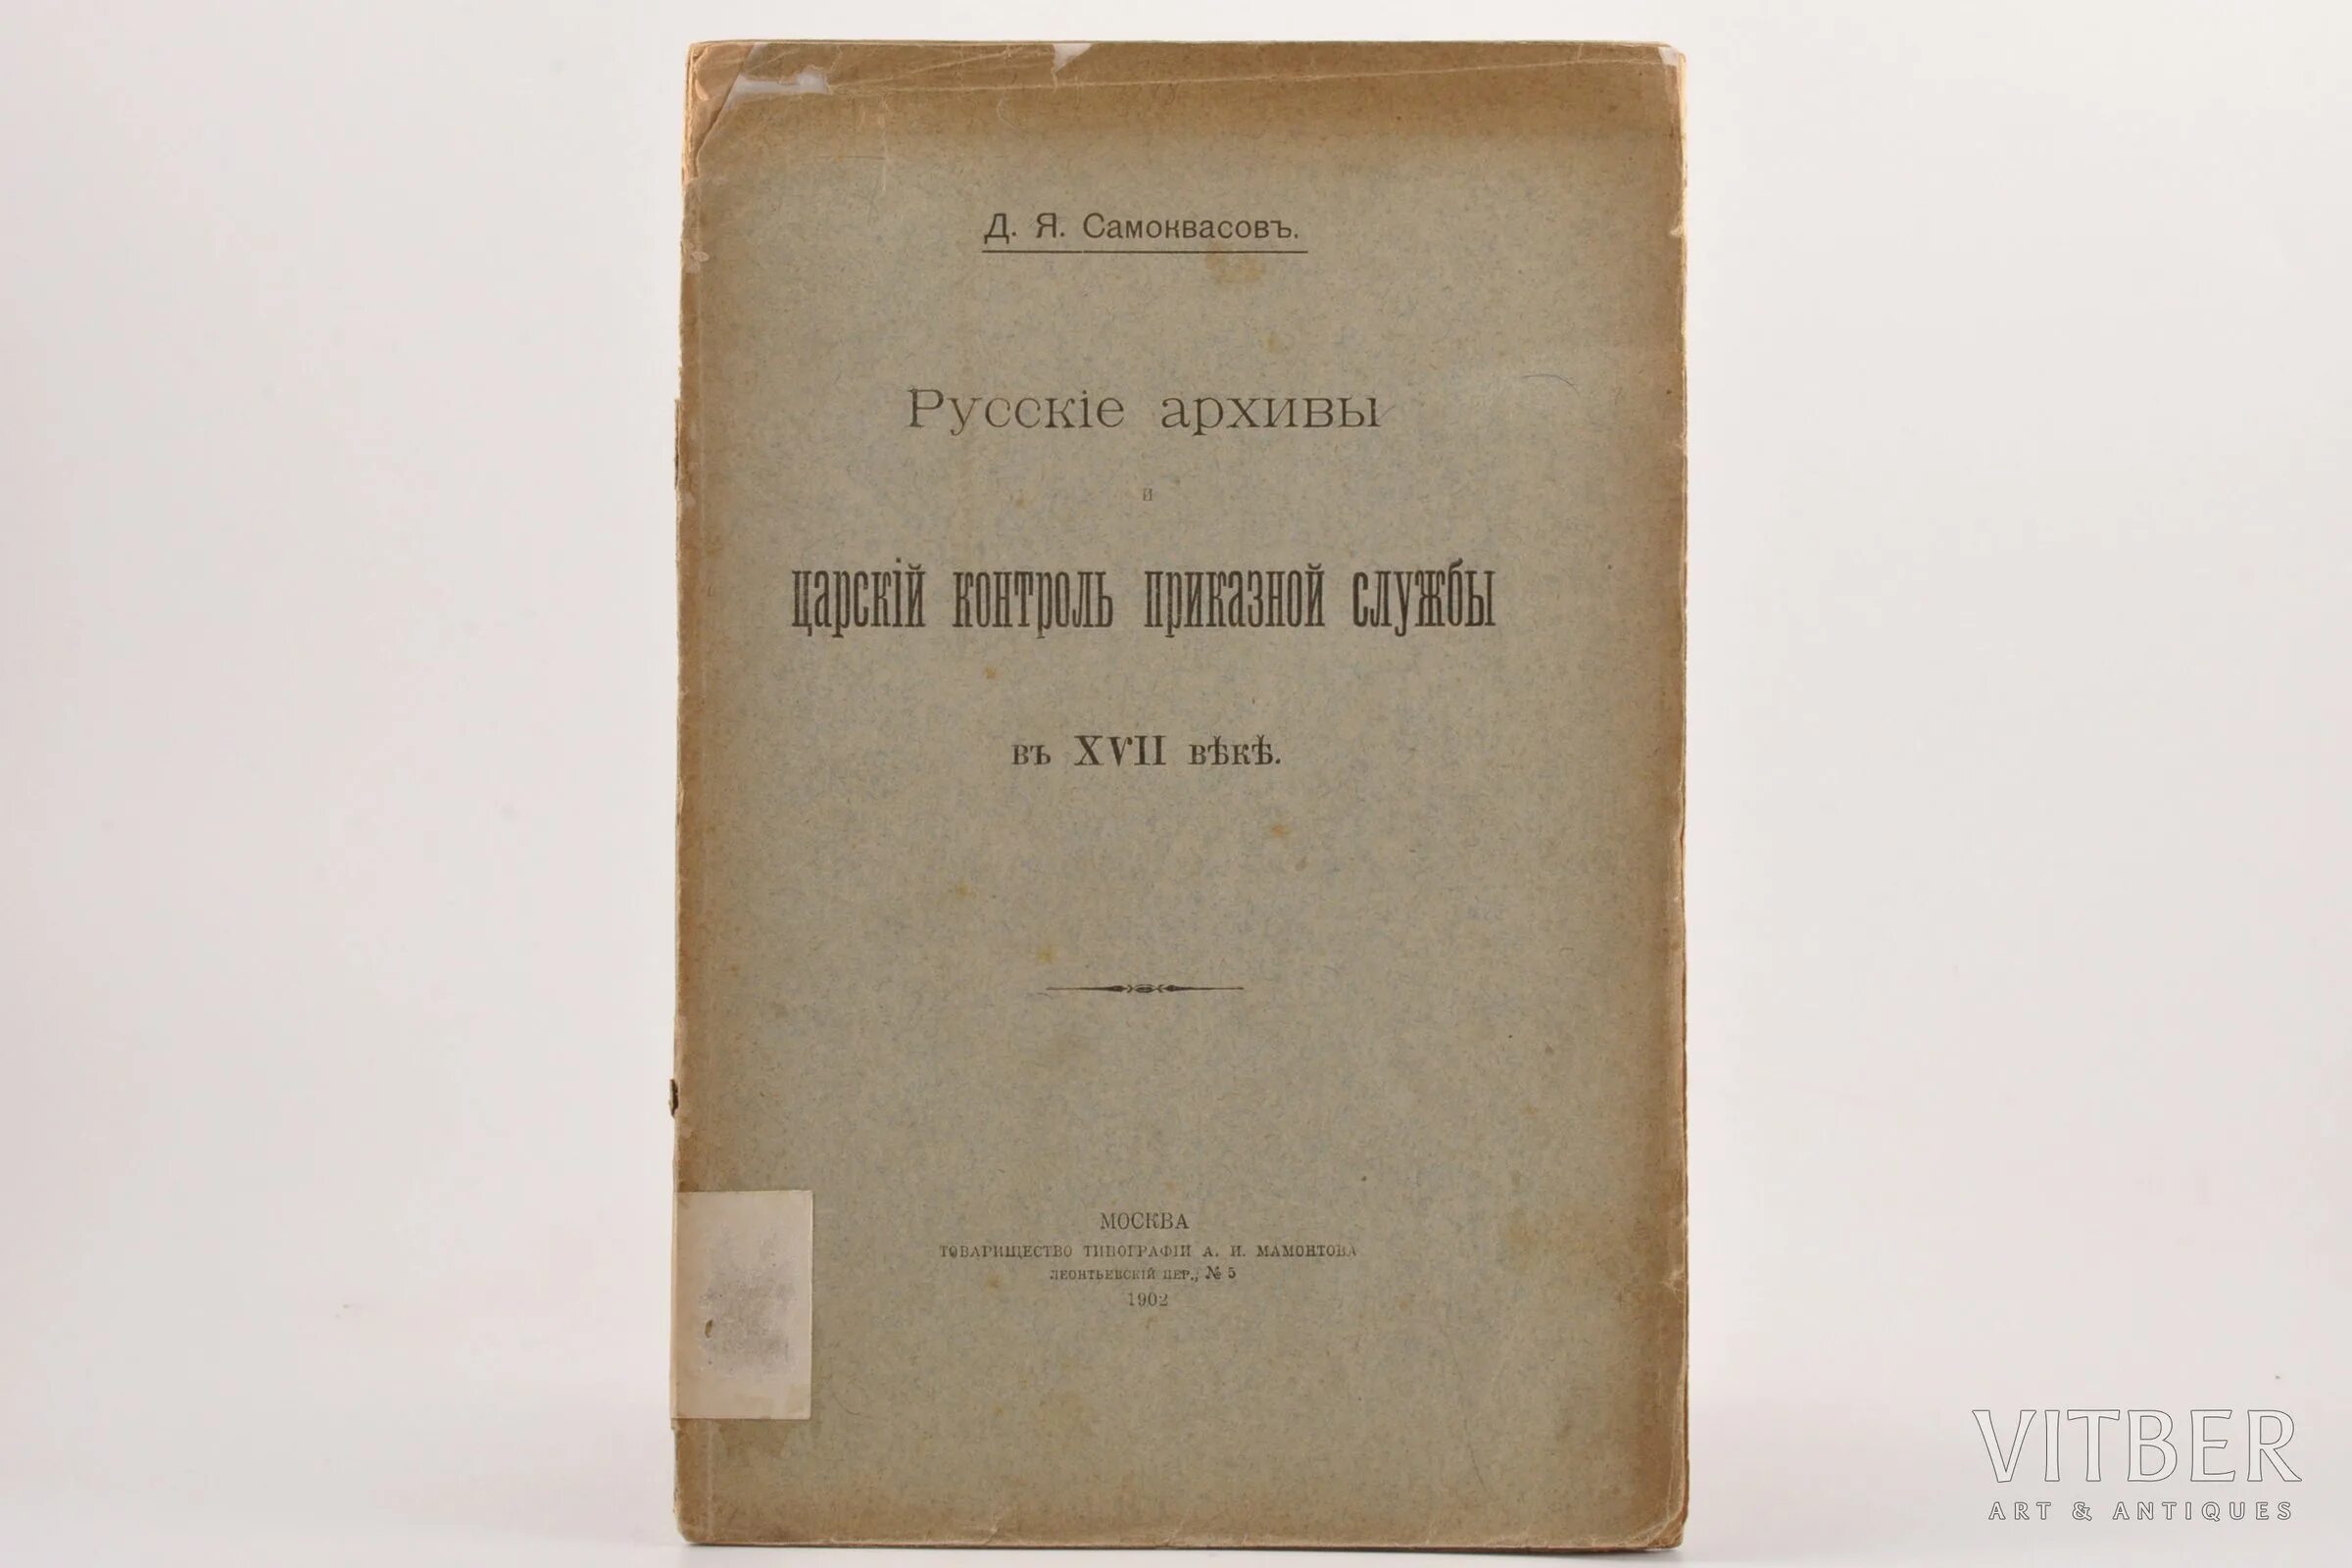 Д. Я. Самоквасовъ.
Русскіе архивы
и
царскій контроль приказной службы
въ XVII вѣкѣ.
МОСКВА
ТОВАРИЩЕСТВО ТИПОГРАФІИ А. И. МАМОНТОВА
ЛЕОНТЬЕВСКІЙ ПЕР., № 5
1902
VITBER
ART & ANTIQUES